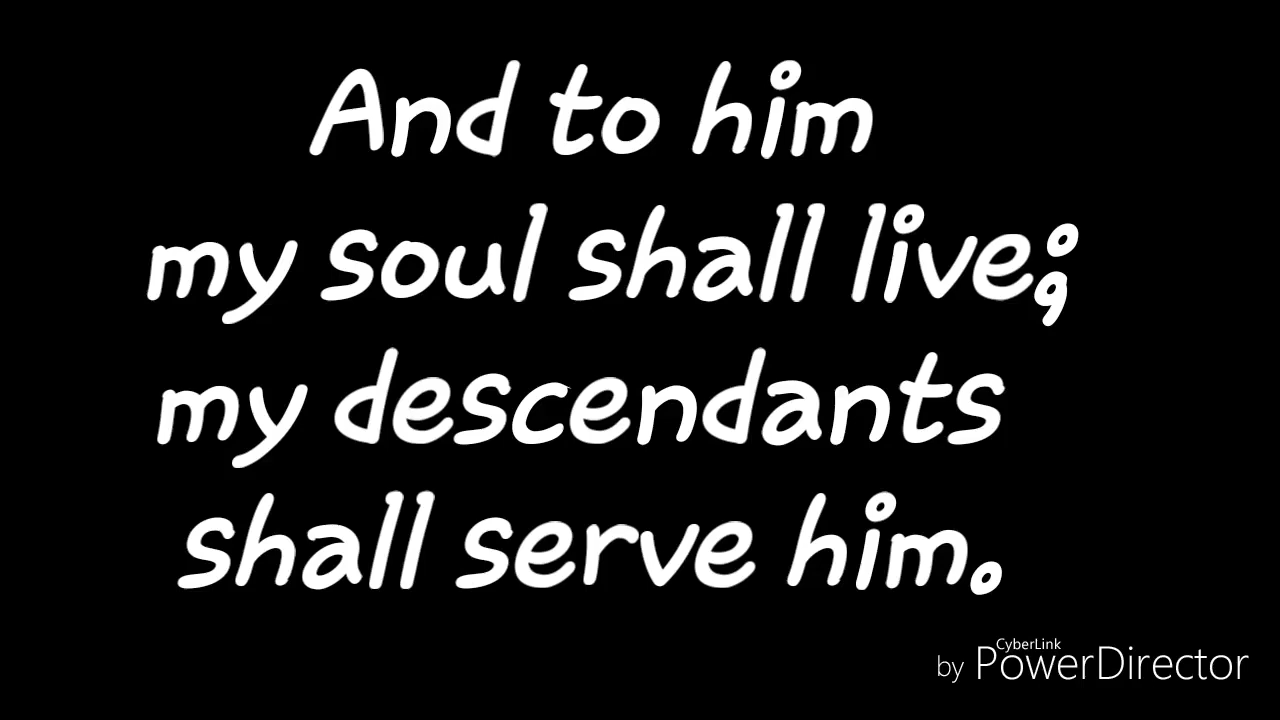 And to him
my soul shall live;
my descendants
shall serve him.
by CyberLink PowerDirector